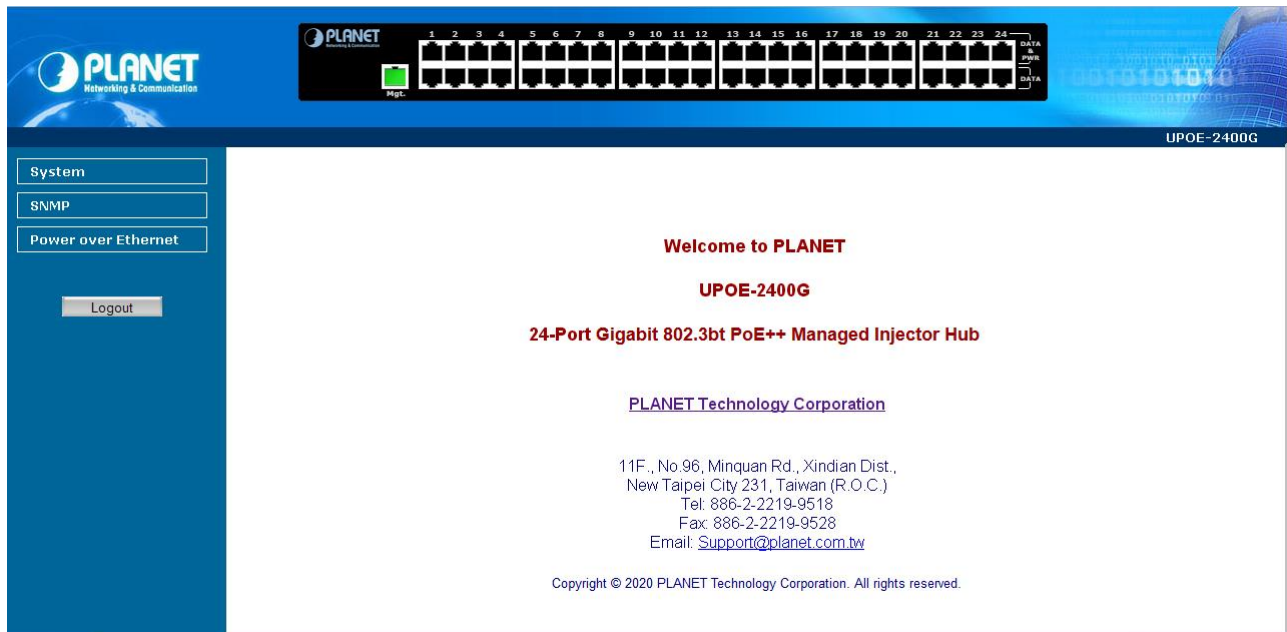 PLANET
Networking & Communication
PLANET
Networking & Communication
1 2 3 4 5 6 7 8 9 10 11 12 13 14 15 16 17 18 19 20 21 22 23 24
DATA
&
PWR
DATA
Mgt.
UPOE-2400G
System
SNMP
Power over Ethernet
Logout
Welcome to PLANET
UPOE-2400G
24-Port Gigabit 802.3bt PoE++ Managed Injector Hub
PLANET Technology Corporation
11F., No.96, Minquan Rd., Xindian Dist.,
New Taipei City 231, Taiwan (R.O.C.)
Tel: 886-2-2219-9518
Fax: 886-2-2219-9528
Email: Support@planet.com.tw
Copyright © 2020 PLANET Technology Corporation. All rights reserved.